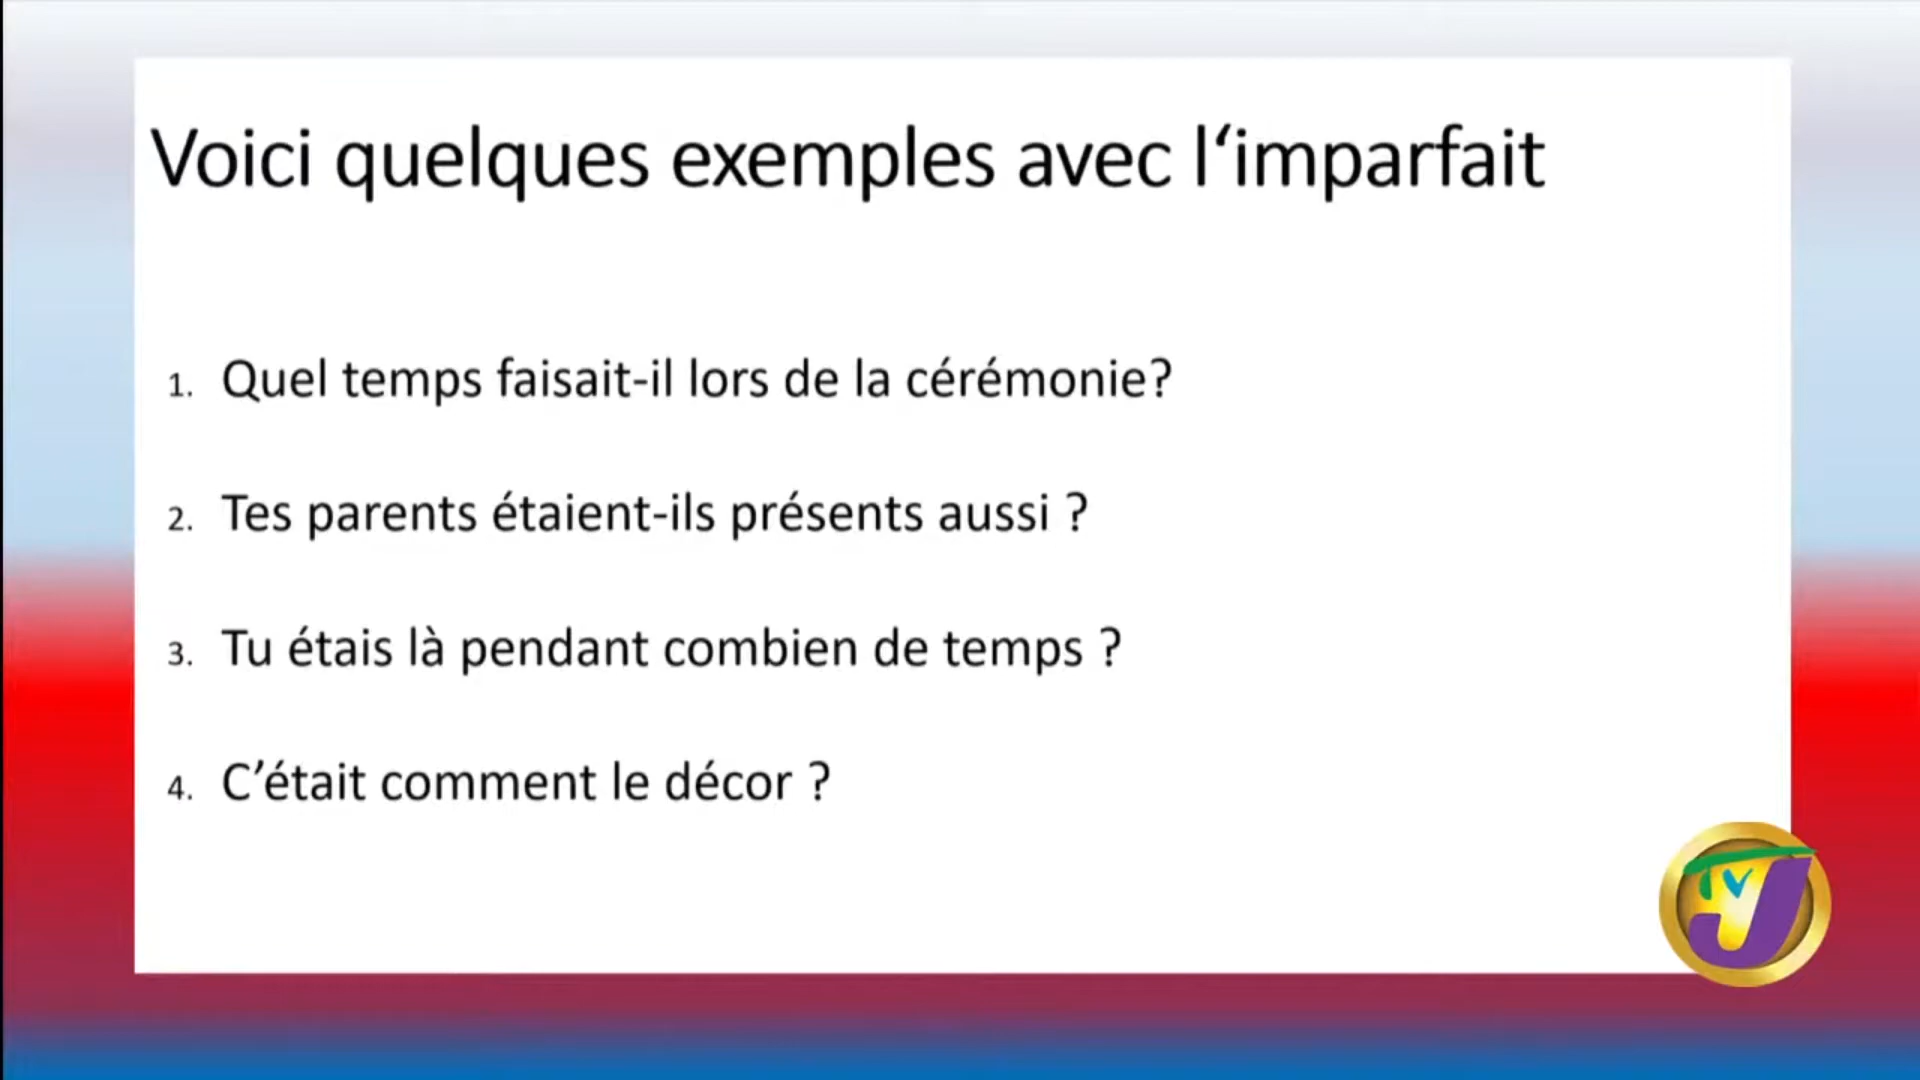 Voici quelques exemples avec l‘imparfait
1. Quel temps faisait-il lors de la cérémonie?
2. Tes parents étaient-ils présents aussi ?
3. Tu étais là pendant combien de temps ?
4. C’était comment le décor ?
TVJ